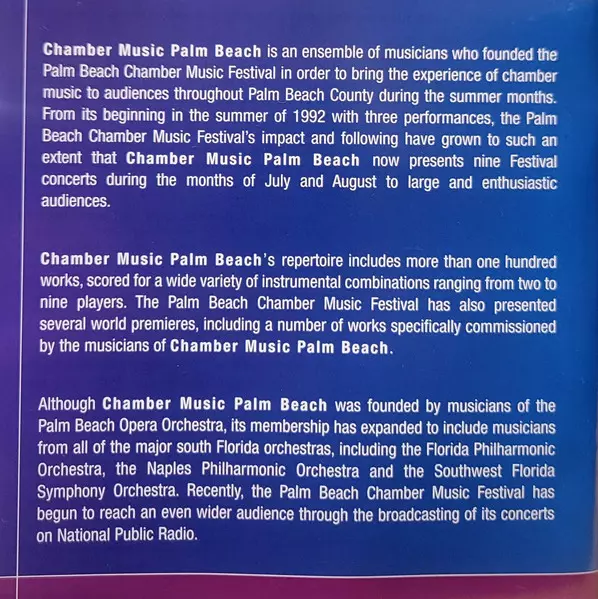 Chamber Music Palm Beach is an ensemble of musicians who founded the
Palm Beach Chamber Music Festival in order to bring the experience of chamber
music to audiences throughout Palm Beach County during the summer months.
From its beginning in the summer of 1992 with three performances, the Palm
Beach Chamber Music Festival's impact and following have grown to such an
extent that Chamber Music Palm Beach now presents nine Festival
concerts during the months of July and August to large and enthusiastic
audiences.
Chamber Music Palm Beach's repertoire includes more than one hundred
works, scored for a wide variety of instrumental combinations ranging from two to
nine players. The Palm Beach Chamber Music Festival has also presented
several world premieres, including a number of works specifically commissioned
by the musicians of Chamber Music Palm Beach.
Although Chamber Music Palm Beach was founded by musicians of the
Palm Beach Opera Orchestra, its membership has expanded to include musicians
from all of the major south Florida orchestras, including the Florida Philharmonic
Orchestra, the Naples Philharmonic Orchestra and the Southwest Florida
Symphony Orchestra. Recently, the Palm Beach Chamber Music Festival has
begun to reach an even wider audience through the broadcasting of its concerts
on National Public Radio.